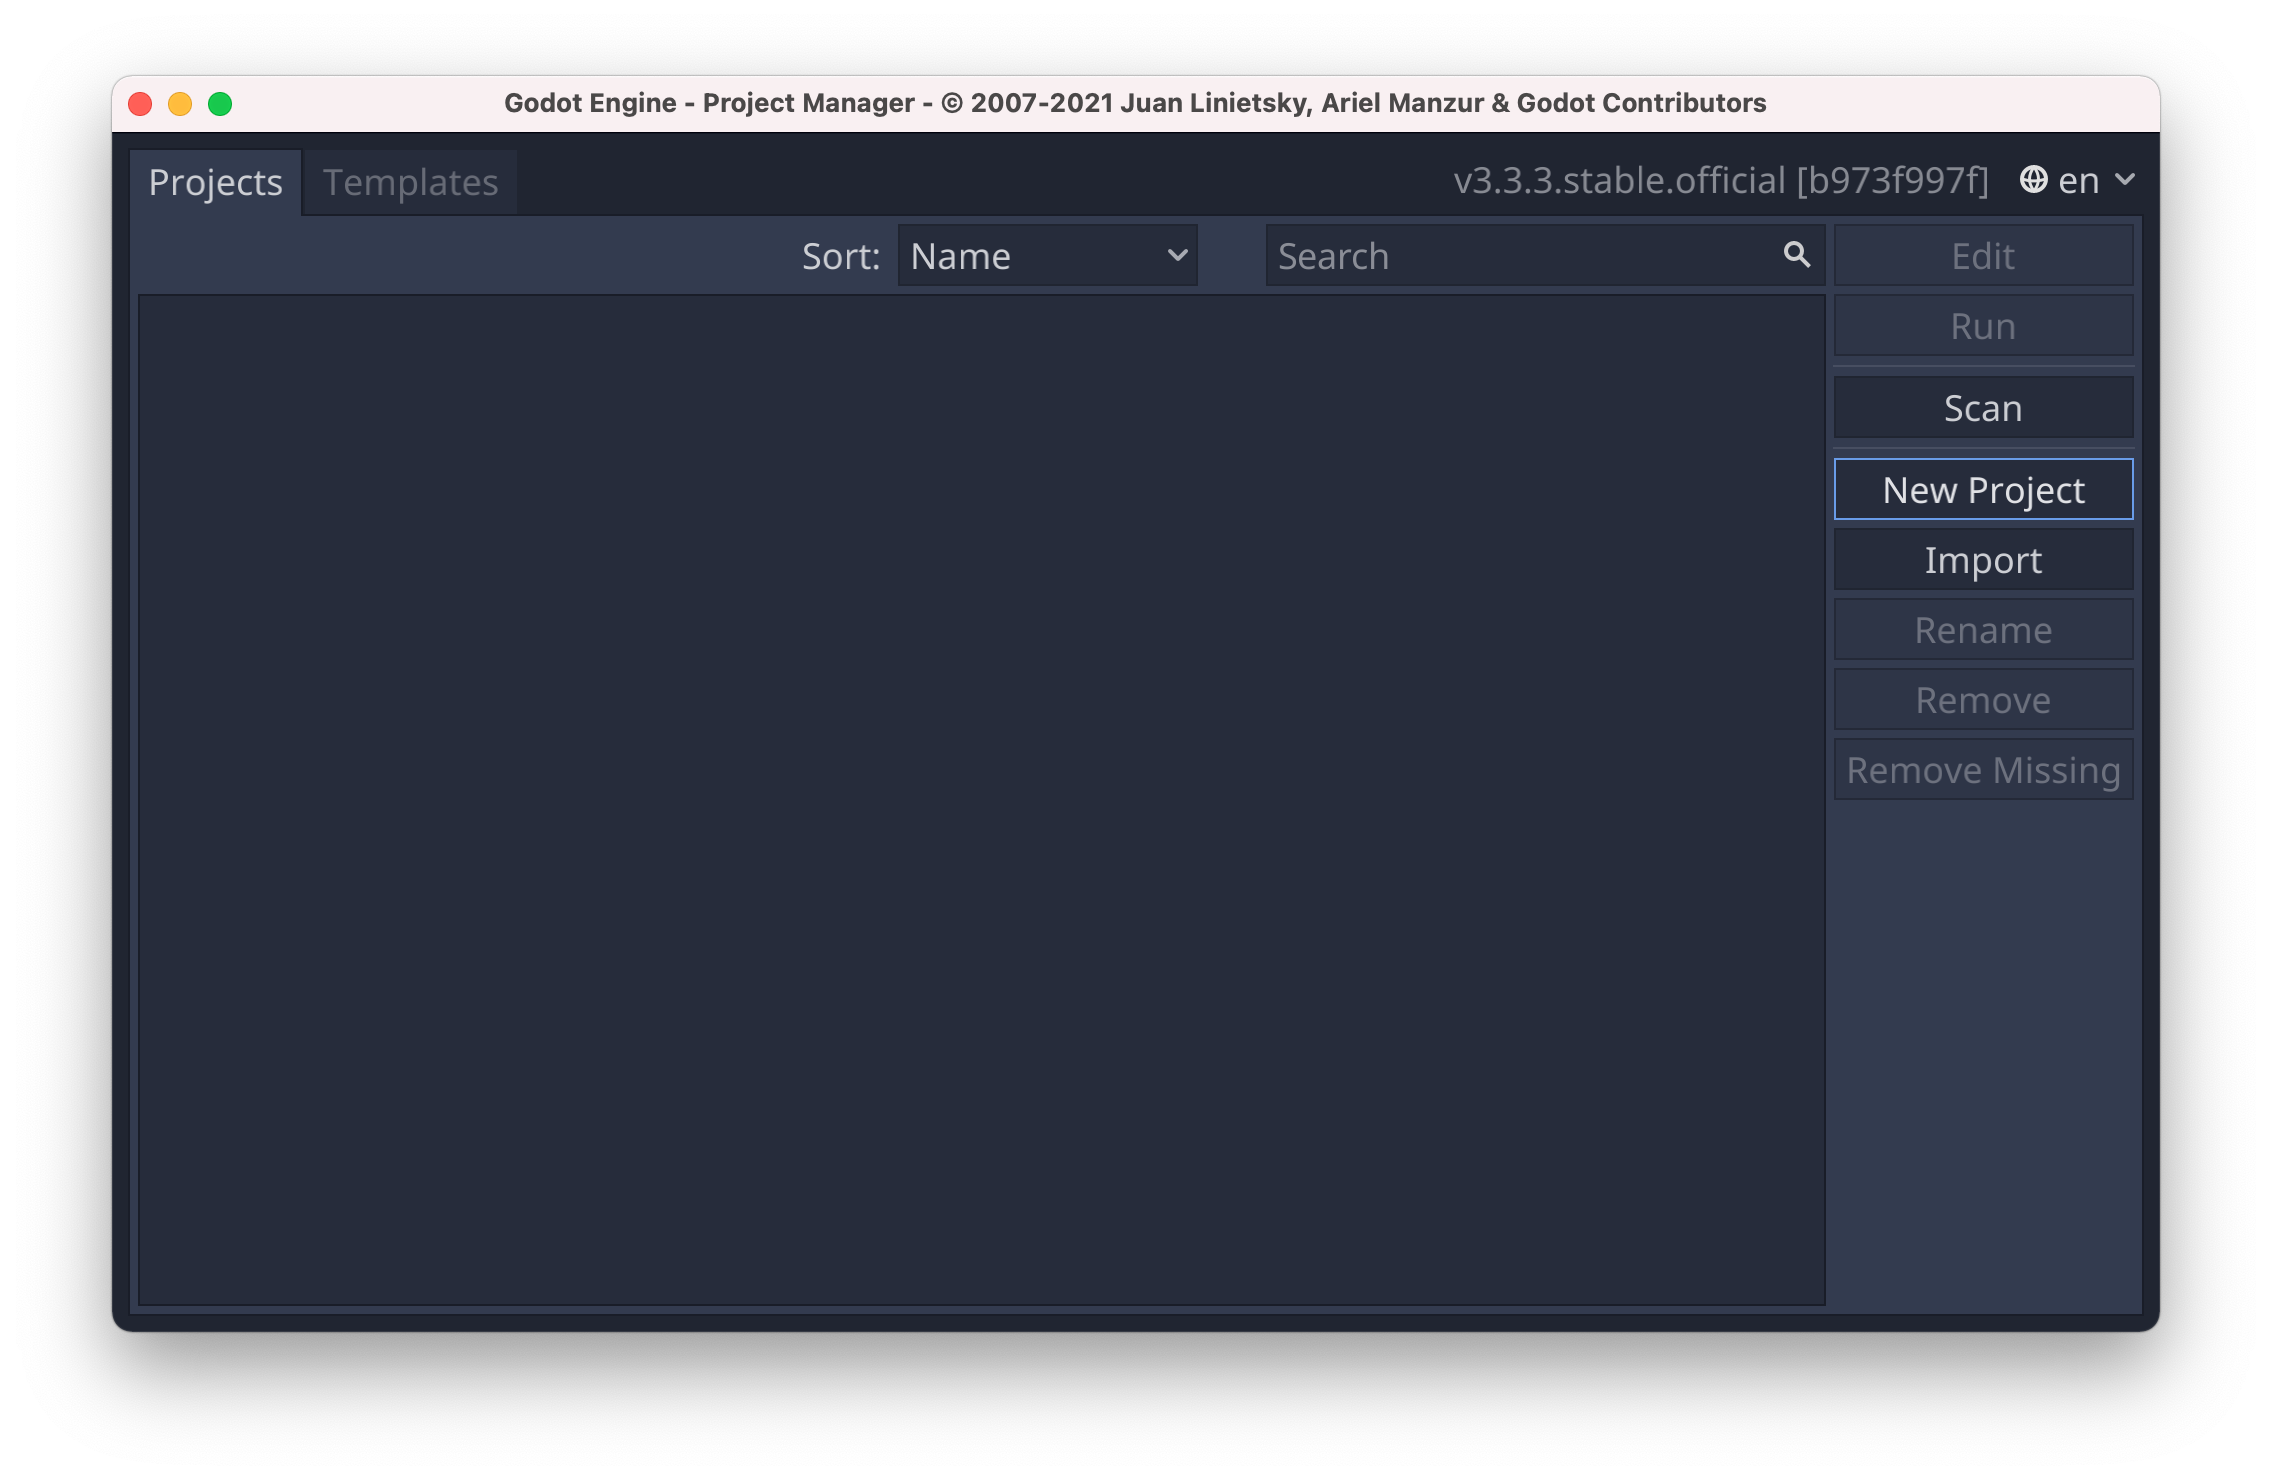 Godot Engine - Project Manager - © 2007-2021 Juan Linietsky, Ariel Manzur & Godot Contributors
Projects Templates v3.3.3.stable.official [b973f997f] en
Sort: Name Search Edit
Run
Scan
New Project
Import
Rename
Remove
Remove Missing